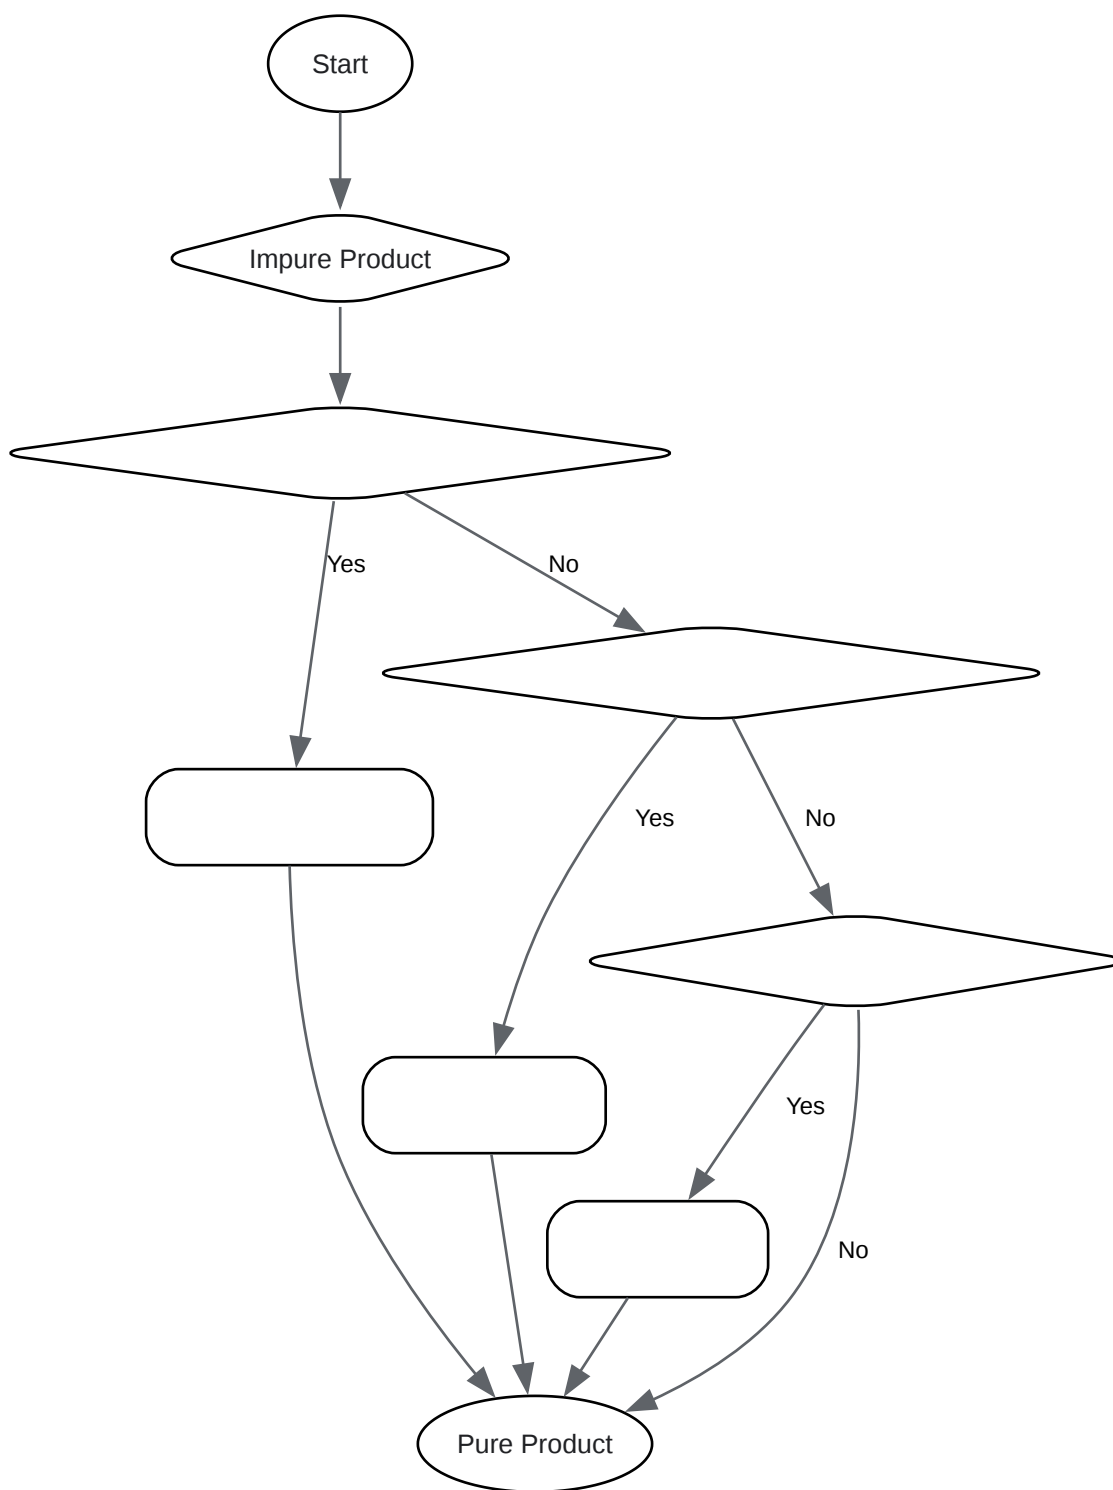 Start
Impure Product
Yes
No
Yes
No
Yes
No
Pure Product